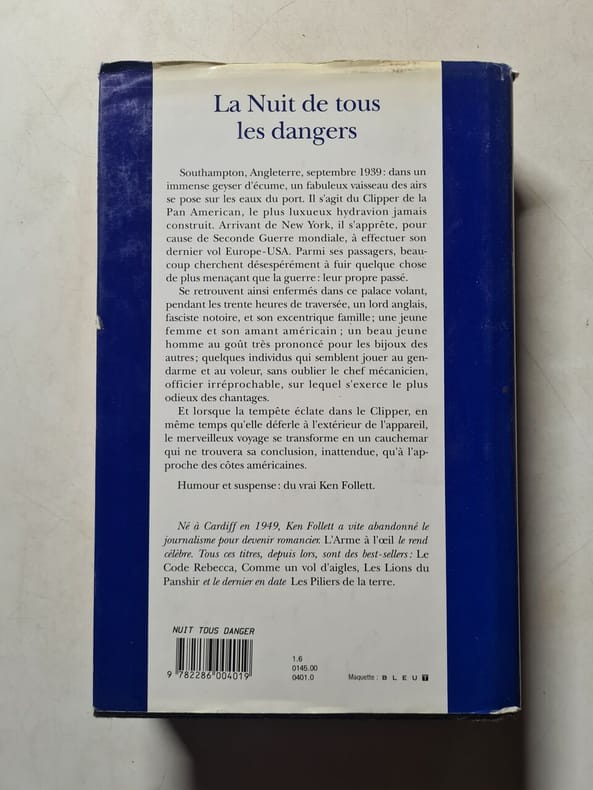 La Nuit de tous
les dangers
Southampton, Angleterre, septembre 1939 : dans un
immense geyser d'écume, un fabuleux vaisseau des airs
se pose sur les eaux du port. Il s'agit du Clipper de la
Pan American, le plus luxueux hydravion jamais
construit. Arrivant de New York, il s'apprête, pour
cause de Seconde Guerre mondiale, à effectuer son
dernier vol Europe-USA. Parmi ses passagers, beau-
coup cherchent désespérément à fuir quelque chose
de plus menaçant que la guerre : leur propre passé.
Se retrouvent ainsi enfermés dans ce palace volant,
pendant les trente heures de traversée, un lord anglais,
fasciste notoire, et son excentrique famille ; une jeune
femme et son amant américain ; un beau jeune
homme au goût très prononcé pour les bijoux des
autres ; quelques individus qui semblent jouer au gen-
darme et au voleur, sans oublier le chef mécanicien,
officier irréprochable, sur lequel s'exerce le plus
odieux des chantages.
Et lorsque la tempête éclate dans le Clipper, en
même temps qu'elle déferle à l'extérieur de l'appareil,
le merveilleux voyage se transforme en un cauchemar
qui ne trouvera sa conclusion, inattendue, qu'à l'ap-
proche des côtes américaines.
Humour et suspense : du vrai Ken Follett.
Né à Cardiff en 1949, Ken Follett a vite abandonné le
journalisme pour devenir romancier. L'Arme à l'œil le rend
célèbre. Tous ces titres, depuis lors, sont des best-sellers : Le
Code Rebecca, Comme un vol d'aigles, Les Lions du
Panshir et le dernier en date Les Piliers de la terre.
NUIT TOUS DANGER
9 782286 004019
1.6
0145.00
0401.0
Maquette : BLEU T